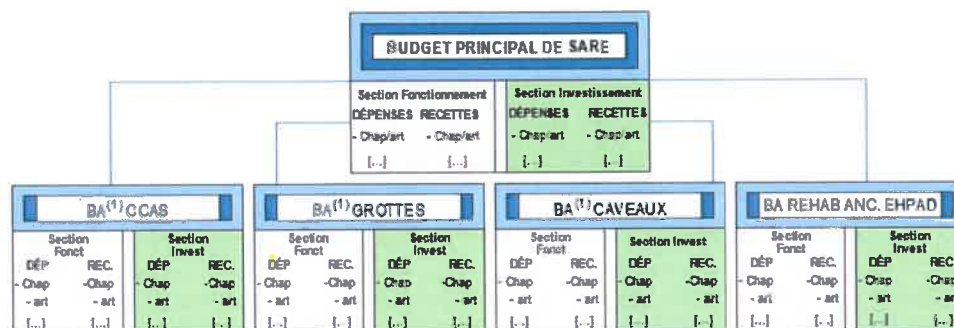 BUDGET PRINCIPAL DE SARE
Section Fonctionnement
DÉPENSES RECETTES
- Chap/art - Chap/art
[...] [...]
Section Investissement
DÉPENSES RECETTES
- Chap/art - Chap/art
[...] [...]
BA(1) CCAS
Section
Fonct
DÉP REC.
- Chap -Chap
- art - art
[...] [...]
Section
Invest
DÉP REC.
- Chap -Chap
- art - art
[...] [...]
BA(1) GROTTES
Section
Fonct
DÉP REC.
- Chap -Chap
- art - art
[...] [...]
Section
Invest
DÉP REC.
- Chap -Chap
- art - art
[...] [...]
BA(1) CAVEAUX
Section
Fonct
DÉP REC.
- Chap -Chap
- art - art
[...] [...]
Section Invest
DÉP REC.
- Chap -Chap
- art - art
[...] [...]
BA REHAB ANC. EHPAD
Section
Fonct
DÉP REC.
- Chap -Chap
- art - art
[...] [...]
Section
Invest
DÉP REC.
- Chap -Chap
- art - art
[...] [...]